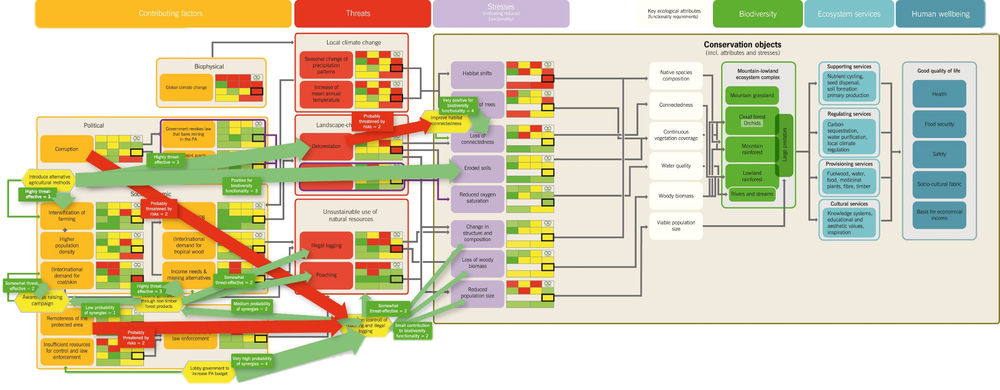 Contributing factors
Threats
Stresses
(indicating reduced
functionality)
Key ecological attributes
(functionality requirements)
Biodiversity
Ecosystem services
Human wellbeing
Conservation objects
(incl. attributes and stresses)
Biophysical
Global climate change
Political
Corruption
Government revokes law
that bans mining
in the PA
Introduce alternative
agricultural methods
Highly threat-
effective = 3
Highly threat-
effective = 3
Positive for
biodiversity
functionality = 3
Probably
threatened by
risks = 2
Intensification of
farming
Higher
population
density
(Inter)national
demand for
coat/skin
(Inter)national
demand for
tropical wood
Income needs &
missing alternatives
Somewhat threat-
effective = 2
Awareness raising
campaign
Highly threat-
effective = 3
through non-timber
forest products
Low probability
of synergies = 1
Somewhat
threat-effective = 2
Medium probability
of synergies = 2
Remoteness of the
protected area
Probably
threatened by
risks = 2
law enforcement
Insufficient resources
for control and law
enforcement
Lobby government to
increase PA budget
Very high probability
of synergies = 4
(control) of
and illegal
logging
Somewhat
threat-effective = 2
Small contribution
to biodiversity
functionality = 2
Local climate change
Seasonal change of
precipitation
patterns
Increase of
mean annual
temperature
Deforestation
Probably
threatened by
risks = 2
Improve habitat
connectedness
Very positive for
biodiversity
functionality = 4
Unsustainable use of
natural resources
Illegal logging
Poaching
Habitat shifts
of trees
Loss of
connectedness
Eroded soils
Reduced oxygen
saturation
Change in
structure and
composition
Loss of woody
biomass
Reduced
population size
Native species
composition
Connectedness
Continuous
vegetation coverage
Water quality
Woody biomass
Viable population
size
Mountain-lowland
ecosystem complex
Mountain grassland
Cloud forest
Orchids
Mountain
rainforest
Lowland
rainforest
Rivers and streams
Large predators
Supporting services
Nutrient cycling,
seed dispersal,
soil formation
primary production
Regulating services
Carbon
sequestration,
water purification,
local climate
regulation
Provisioning services
Fuelwood, water,
food, medicinal
plants, fibre, timber
Cultural services
Knowledge systems,
educational and
aesthetic values,
inspiration
Good quality of life
Health
Food security
Safety
Socio-cultural fabric
Basis for economical
income